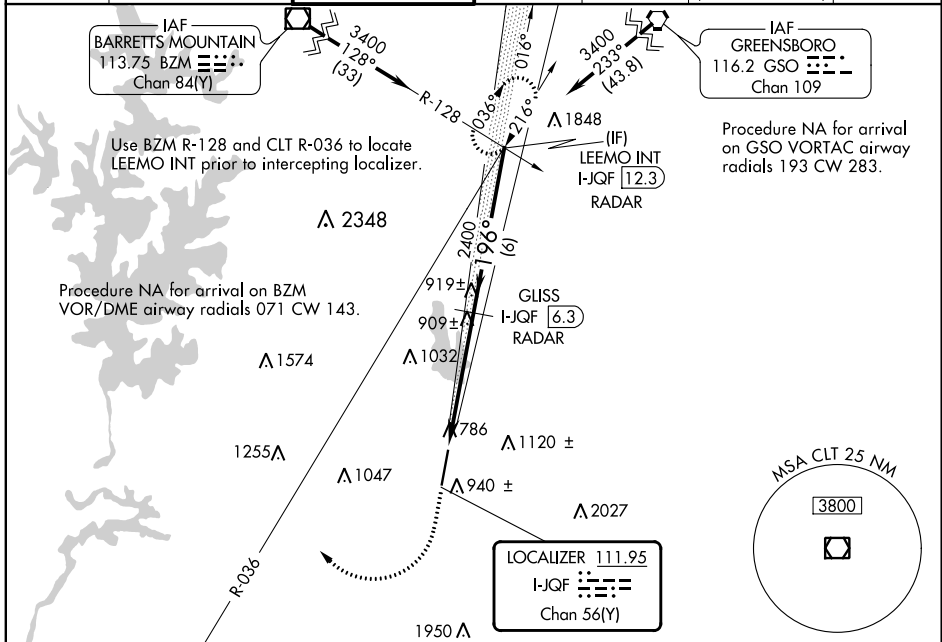 IAF
BARRETTS MOUNTAIN
113.75 BZM
Chan 84(Y)
3400
128°
(33)
R-128
016°
036°
216°
3400
233°
(43.8)
IAF
GREENSBORO
116.2 GSO
Chan 109
1848
Use BZM R-128 and CLT R-036 to locate
LEEMO INT prior to intercepting localizer.
(IF)
LEEMO INT
I-JQF 12.3
RADAR
Procedure NA for arrival
on GSO VORTAC airway
radials 193 CW 283.
2348
2400
196°
(6)
Procedure NA for arrival on BZM
VOR/DME airway radials 071 CW 143.
919±
909±
GLISS
I-JQF 6.3
RADAR
1574
1032
786
1120 ±
1255
1047
940 ±
2027
MSA CLT 25 NM
3800
R-036
LOCALIZER 111.95
I-JQF
Chan 56(Y)
1950